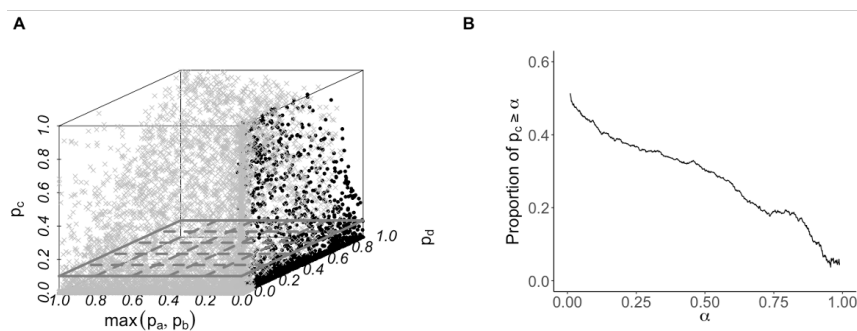 A
B
1.0
0.8
0.6
0.4
0.2
0.0
p_c
1.0 0.8 0.6 0.4 0.2 0.0
max(p_a, p_b)
0.0 0.2 0.4 0.6 0.8 1.0
p_d
0.6
0.4
0.2
0.0
Proportion of p_c ≥ α
0.00 0.25 0.50 0.75 1.00
α